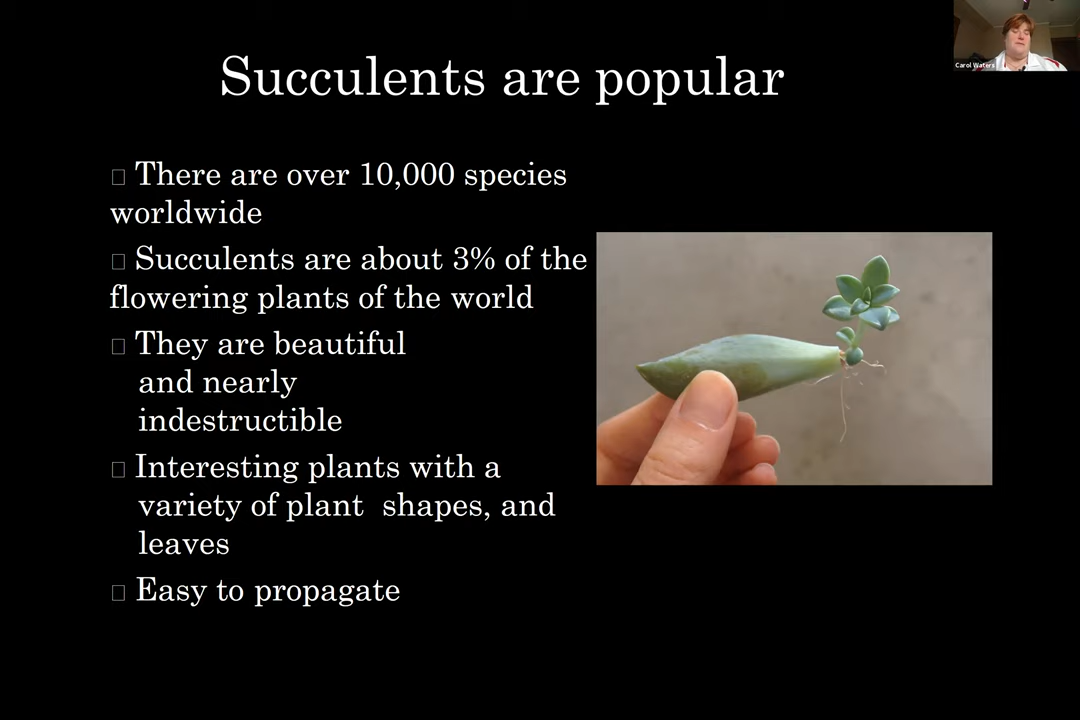 Succulents are popular
Carol Waters
There are over 10,000 species
worldwide
Succulents are about 3% of the
flowering plants of the world
They are beautiful
and nearly
indestructible
Interesting plants with a
variety of plant  shapes, and
leaves
Easy to propagate